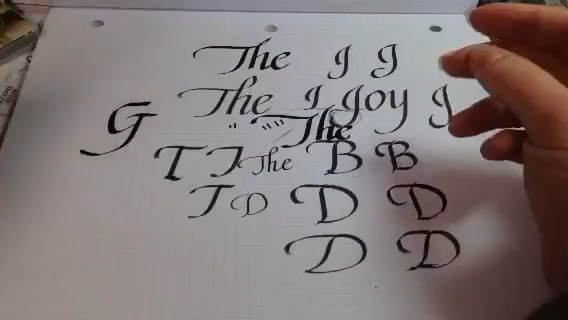 The J J
The I Joy J
" "" The
G
T I The B B
T D D D
D D